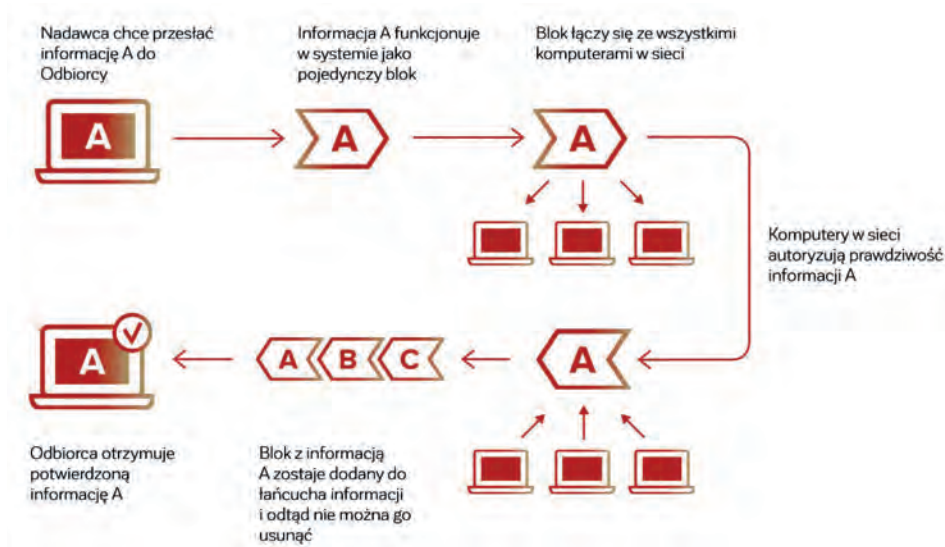 Nadawca chce przesłać
informację A do
Odbiorcy
Informacja A funkcjonuje
w systemie jako
pojedynczy blok
Blok łączy się ze wszystkimi
komputerami w sieci
A
A
A
Komputery w sieci
autoryzują prawdziwość
informacji A
A
A B C
A
Odbiorca otrzymuje
potwierdzoną
informację A
Blok z informacją
A zostaje dodany do
łańcucha informacji
i odtąd nie można go
usunąć